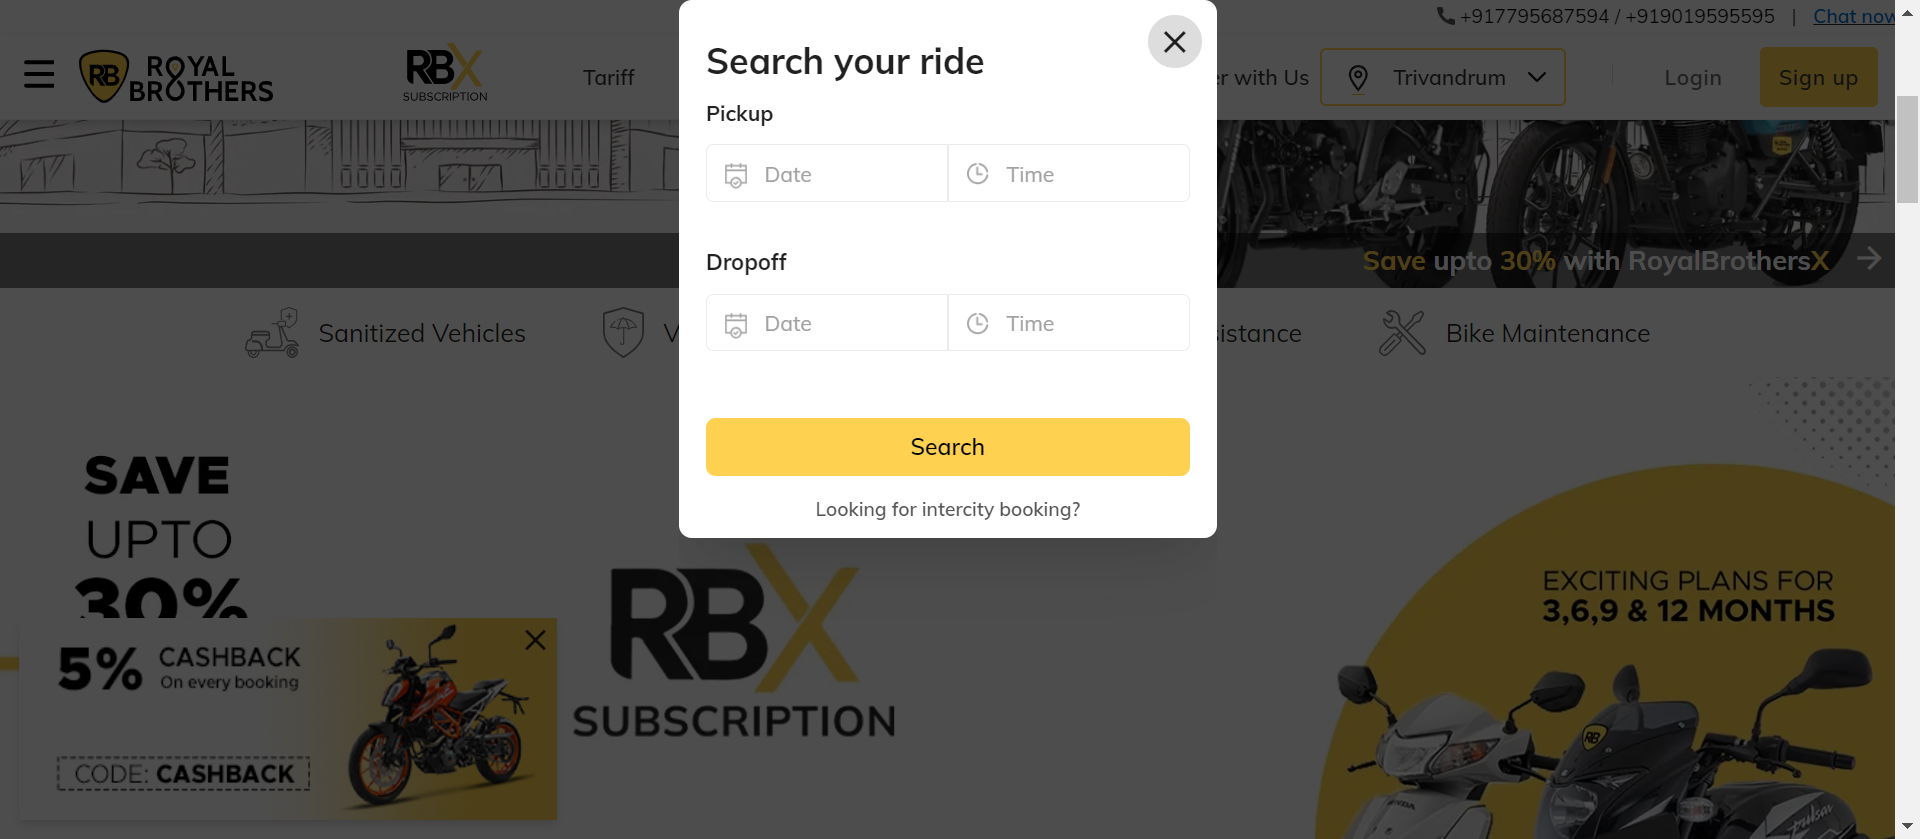 +917795687594 / +919019595595 | Chat now
RB ROYAL BROTHERS
RBX SUBSCRIPTION
Tariff
with Us
Trivandrum
Login
Sign up
Search your ride
Pickup
Date
Time
Dropoff
Date
Time
Search
Looking for intercity booking?
Save upto 30% with RoyalBrothersX
Sanitized Vehicles
Bike Maintenance
SAVE
UPTO
30%
5% CASHBACK
On every booking
CODE: CASHBACK
RBX
SUBSCRIPTION
EXCITING PLANS FOR
3,6,9 & 12 MONTHS
RB
HONDA
Pulsar